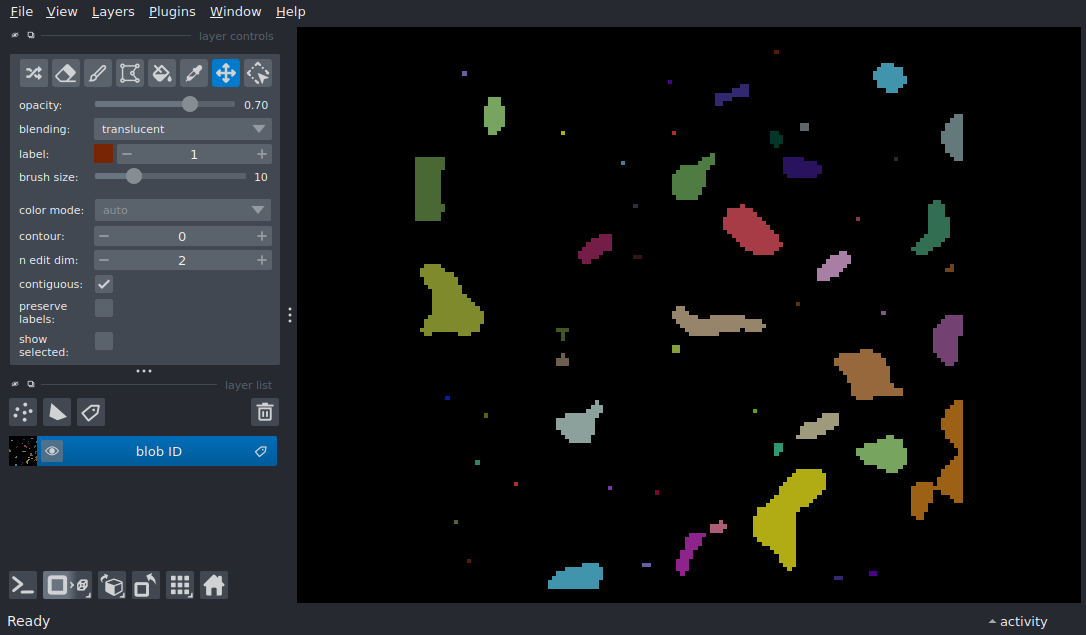 File View Layers Plugins Window Help
layer controls
opacity: 0.70
blending: translucent
label: 1
brush size: 10
color mode: auto
contour: 0
n edit dim: 2
contiguous:
preserve
labels:
show
selected:
layer list
blob ID
Ready
activity